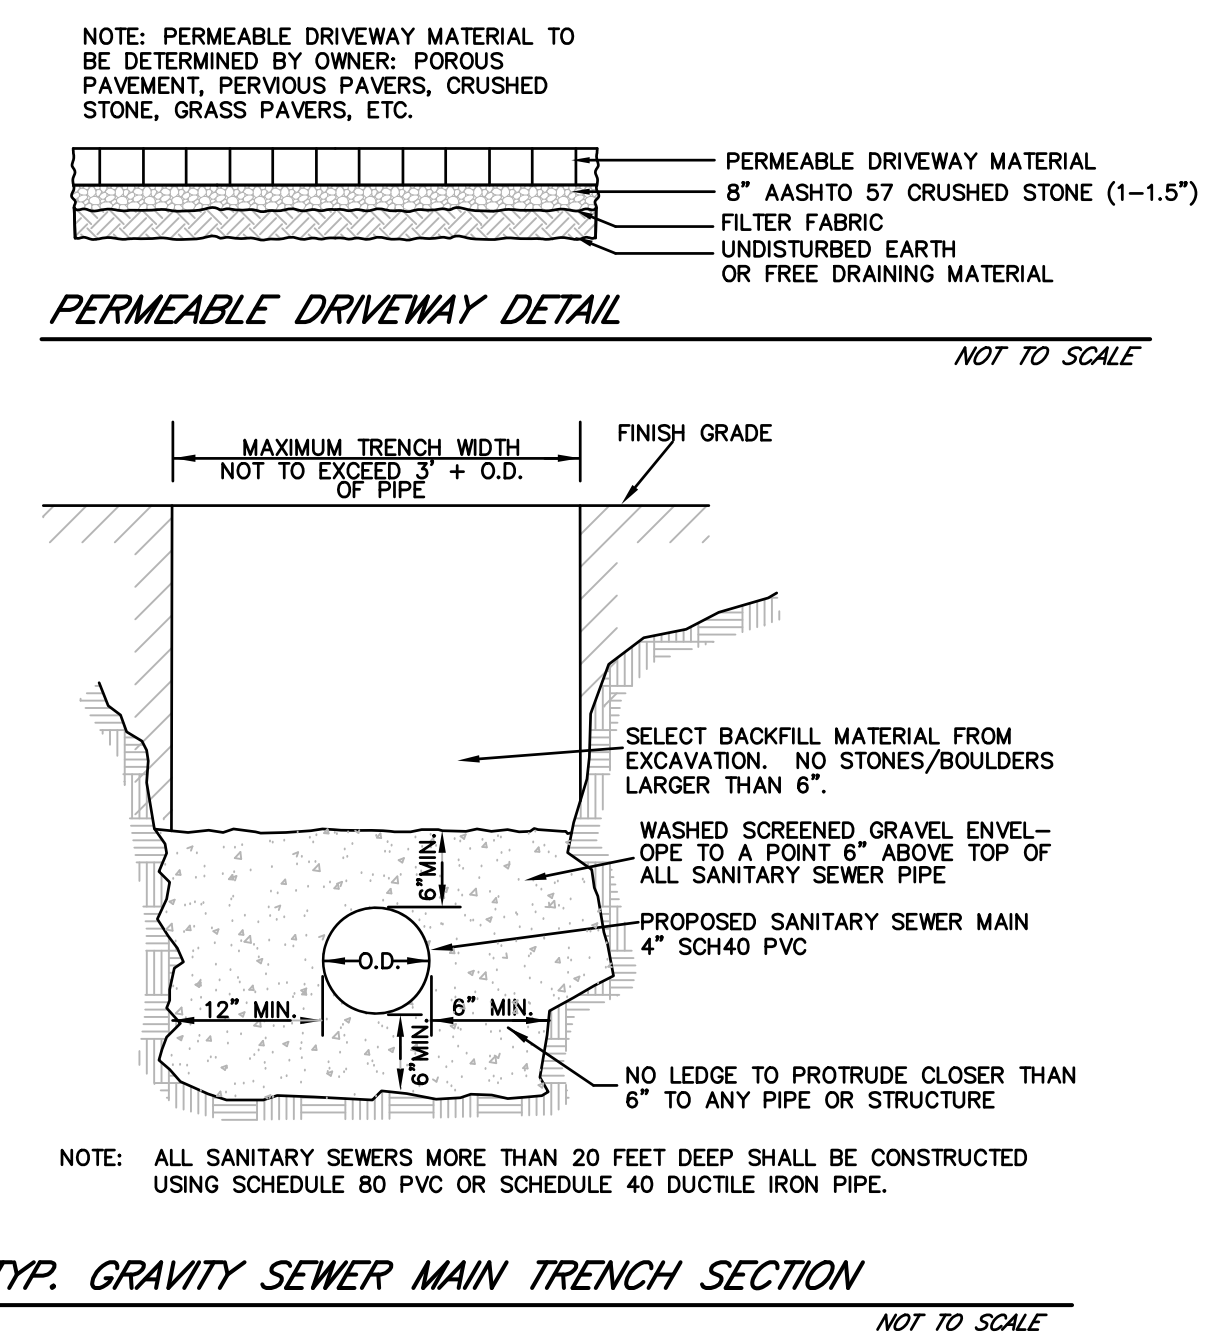 NOTE: PERMEABLE DRIVEWAY MATERIAL TO
BE DETERMINED BY OWNER: POROUS
PAVEMENT, PERVIOUS PAVERS, CRUSHED
STONE, GRASS PAVERS, ETC.
PERMEABLE DRIVEWAY MATERIAL
8" AASHTO 57 CRUSHED STONE (1-1.5")
FILTER FABRIC
UNDISTURBED EARTH
OR FREE DRAINING MATERIAL
PERMEABLE DRIVEWAY DETAIL
NOT TO SCALE
MAXIMUM TRENCH WIDTH
NOT TO EXCEED 3' + O.D.
OF PIPE
FINISH GRADE
SELECT BACKFILL MATERIAL FROM
EXCAVATION. NO STONES/BOULDERS
LARGER THAN 6".
WASHED SCREENED GRAVEL ENVEL-
OPE TO A POINT 6" ABOVE TOP OF
ALL SANITARY SEWER PIPE
6"MIN.
PROPOSED SANITARY SEWER MAIN
4" SCH40 PVC
O.D.
12" MIN.
6" MIN.
6"MIN.
NO LEDGE TO PROTRUDE CLOSER THAN
6" TO ANY PIPE OR STRUCTURE
NOTE: ALL SANITARY SEWERS MORE THAN 20 FEET DEEP SHALL BE CONSTRUCTED
USING SCHEDULE 80 PVC OR SCHEDULE 40 DUCTILE IRON PIPE.
TYP. GRAVITY SEWER MAIN TRENCH SECTION
NOT TO SCALE